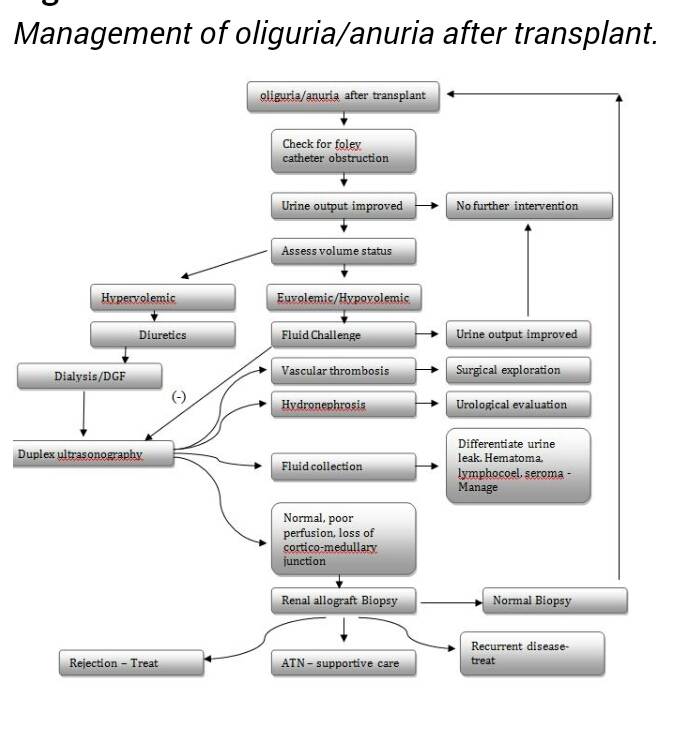 Management of oliguria/anuria after transplant.
oliguria/anuria after transplant
Check for foley
catheter obstruction
Urine output improved
No further intervention
Assess volume status
Hypervolemic
Euvolemic/Hypovolemic
Diuretics
Fluid Challenge
Urine output improved
Dialysis/DGF
Vascular thrombosis
Surgical exploration
(-)
Hydronephrosis
Urological evaluation
Duplex ultrasonography
Fluid collection
Differentiate urine
leak. Hematoma,
lymphocoel, seroma -
Manage
Normal, poor
perfusion, loss of
cortico-medullary
junction
Renal allograft Biopsy
Normal Biopsy
Rejection – Treat
ATN – supportive care
Recurrent disease-
treat